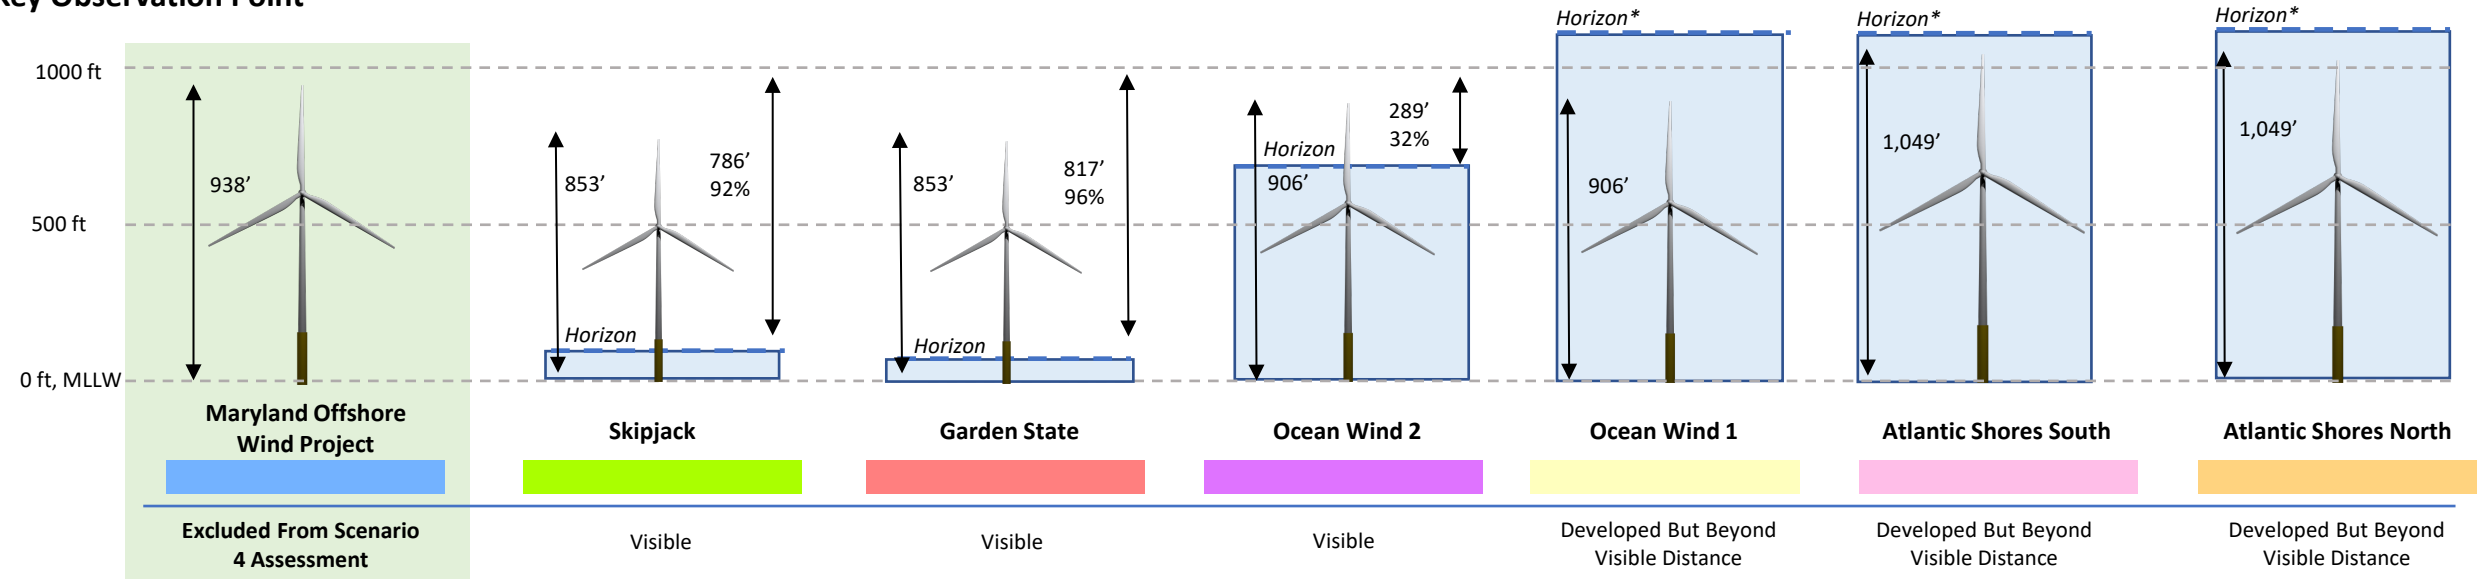 Key Observation Point
Horizon*
Horizon*
Horizon*
1000 ft
500 ft
0 ft, MLLW
938’
853’
786’
92%
Horizon
853’
817’
96%
Horizon
289’
32%
Horizon
906’
906’
1,049’
1,049’
Maryland Offshore
Wind Project
Skipjack
Garden State
Ocean Wind 2
Ocean Wind 1
Atlantic Shores South
Atlantic Shores North
Excluded From Scenario
4 Assessment
Visible
Visible
Visible
Developed But Beyond
Visible Distance
Developed But Beyond
Visible Distance
Developed But Beyond
Visible Distance